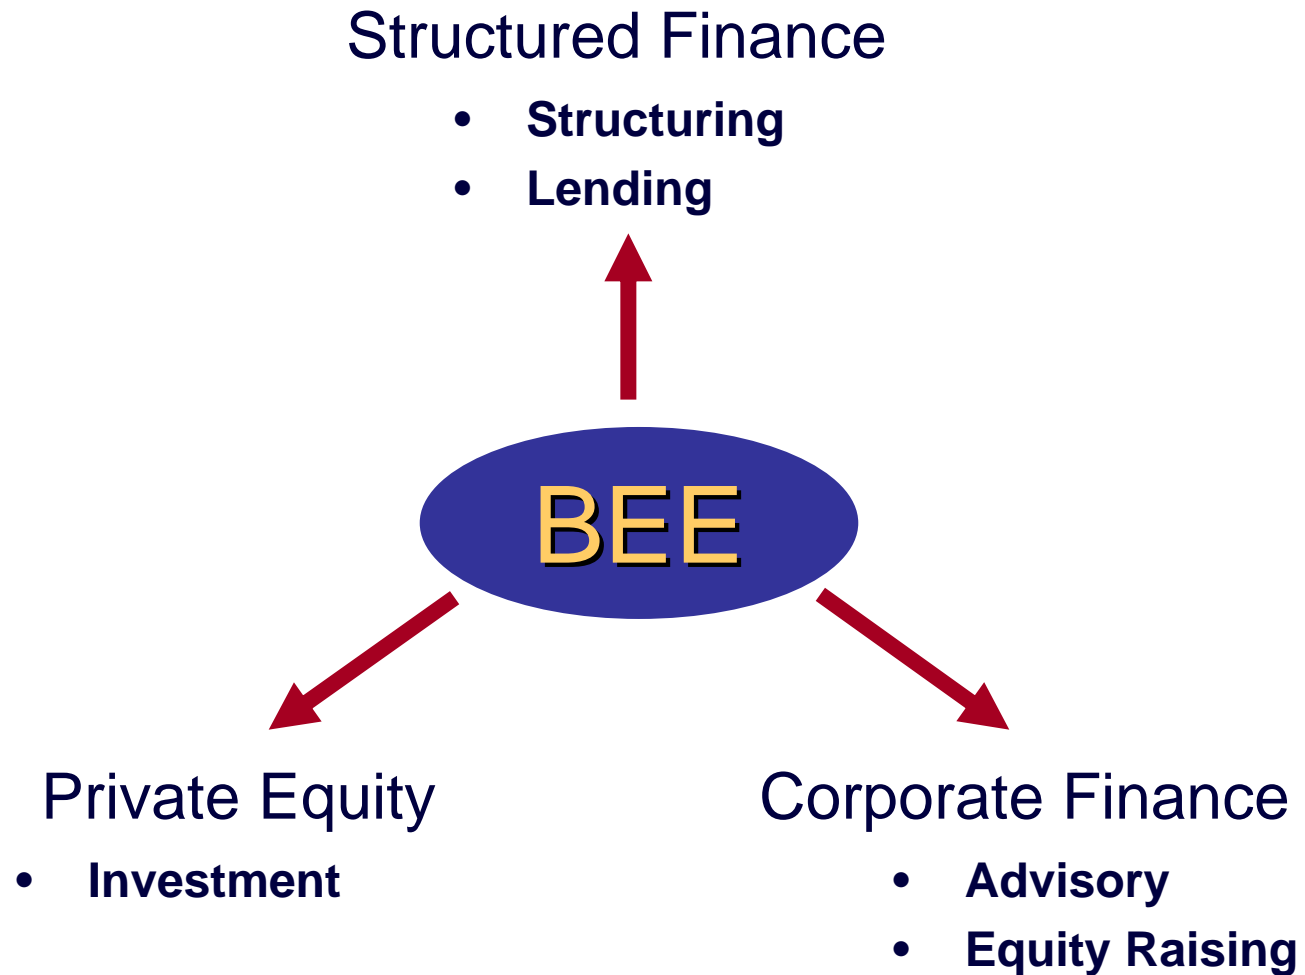 Structured Finance
• Structuring
• Lending
BEE
Private Equity
• Investment
Corporate Finance
• Advisory
• Equity Raising